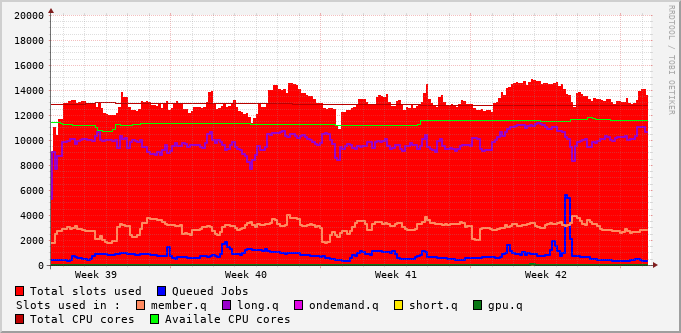 20000
18000
16000
14000
12000
10000
8000
6000
4000
2000
0
Week 39 Week 40 Week 41 Week 42
RRDTOOL / TOBI OETIKER
Total slots used Queued Jobs
Slots used in : member.q long.q ondemand.q short.q gpu.q
Total CPU cores Availale CPU cores